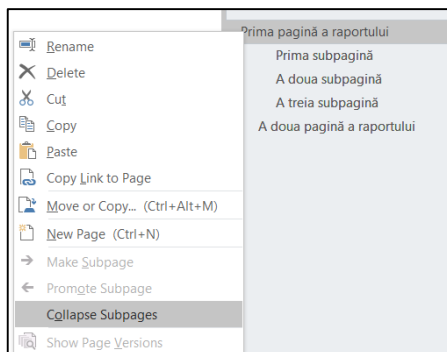 Prima pagină a raportului
Prima subpagină
A doua subpagină
A treia subpagină
A doua pagină a raportului
Rename
Delete
Cut
Copy
Paste
Copy Link to Page
Move or Copy... (Ctrl+Alt+M)
New Page (Ctrl+N)
Make Subpage
Promote Subpage
Collapse Subpages
Show Page Versions